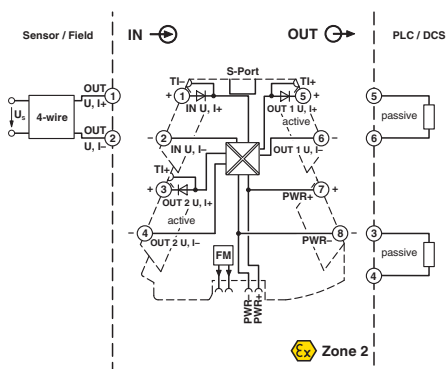 Sensor / Field
IN
OUT
PLC / DCS
S-Port
TI–
TI+
OUT
U, I+
1
+
1
IN U, I+
5
+
OUT 1 U, I+
active
5
passive
6
Us
4-wire
OUT
U, I–
2
–
2
IN U, I–
6
–
OUT 1 U, I–
TI+
+
3
OUT 2 U, I+
active
7
+
PWR+
–
4
OUT 2 U, I–
8
–
PWR–
3
passive
4
FM
PWR–
PWR+
Ex
Zone 2